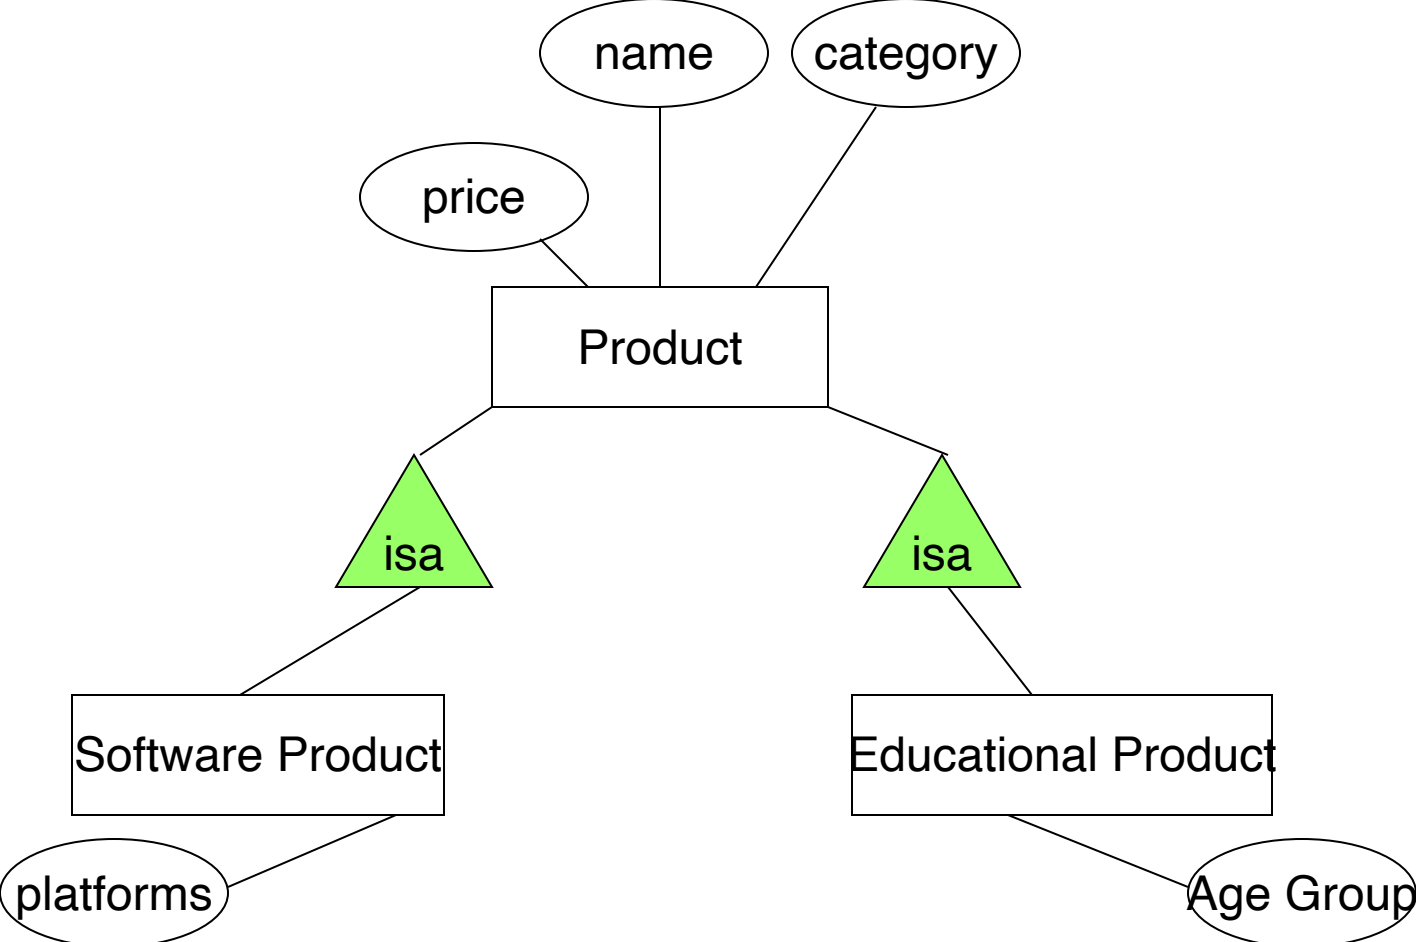 name
category
price
Product
isa
isa
Software Product
Educational Product
platforms
Age Group